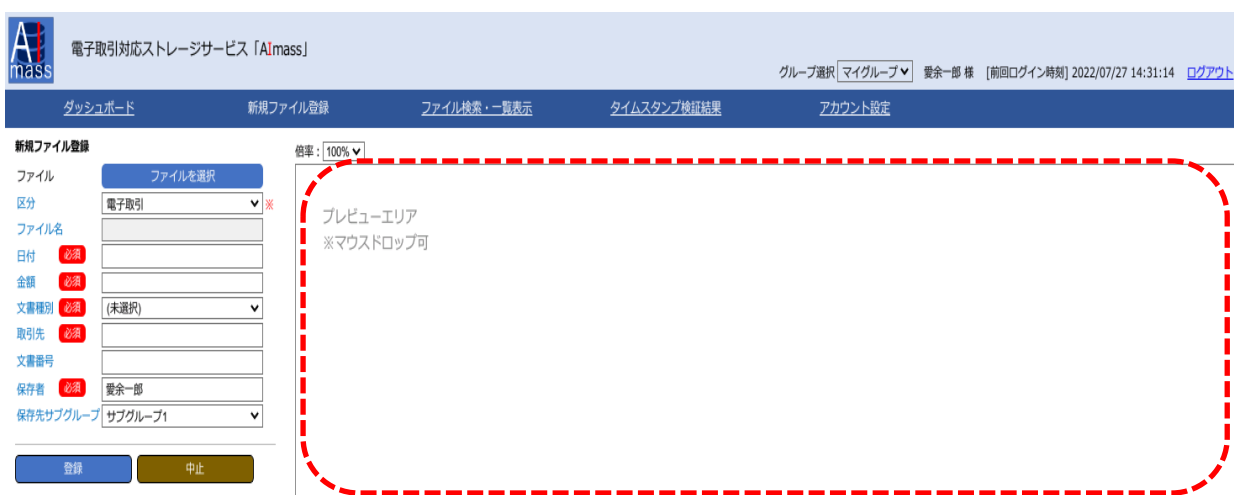 AI
mass
電子取引対応ストレージサービス「AImass」
グループ選択 マイグループ 愛余一郎 様 [前回ログイン時刻] 2022/07/27 14:31:14 ログアウト
ダッシュボード 新規ファイル登録 ファイル検索・一覧表示 タイムスタンプ検証結果 アカウント設定
新規ファイル登録
倍率 : 100%
ファイル ファイルを選択
区分 電子取引 ※
ファイル名
日付 必須
金額 必須
文書種別 必須 (未選択)
取引先 必須
文書番号
保存者 必須 愛余一郎
保存先サブグループ サブグループ1
登録 中止
プレビューエリア
※マウスドロップ可